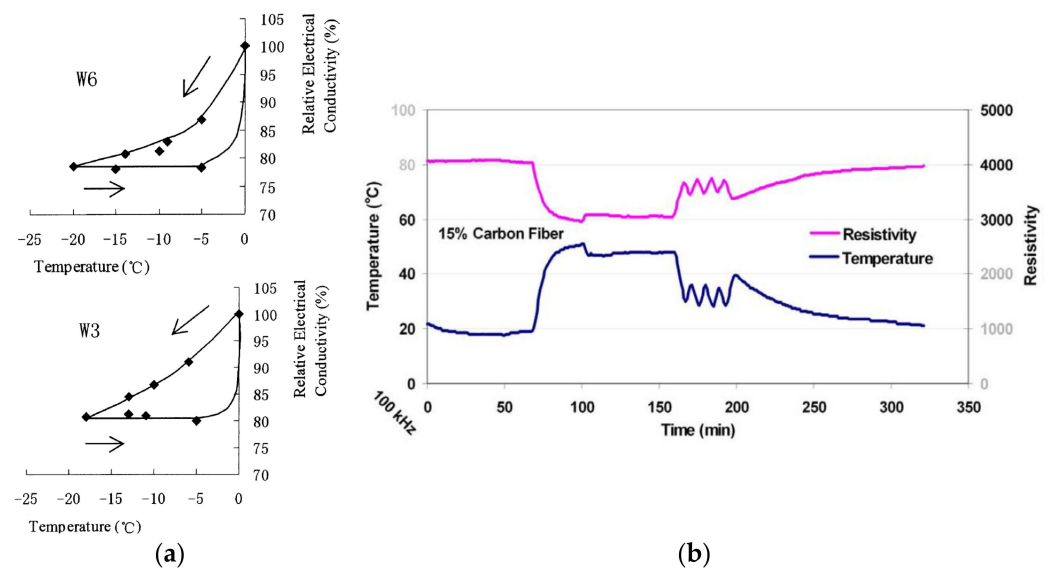 W6
105
100
95
90
85
80
75
70
Relative Electrical
Conductivity (%)
-25 -20 -15 -10 -5 0
Temperature (℃)
W3
105
100
95
90
85
80
75
70
Relative Electrical
Conductivity (%)
-25 -20 -15 -10 -5 0
Temperature (℃)
(a)
100
80
60
40
20
0
Temperature (°C)
15% Carbon Fiber
Resistivity
Temperature
5000
4000
3000
2000
1000
0
Resistivity
100 kHz
0 50 100 150 200 250 300 350
Time (min)
(b)